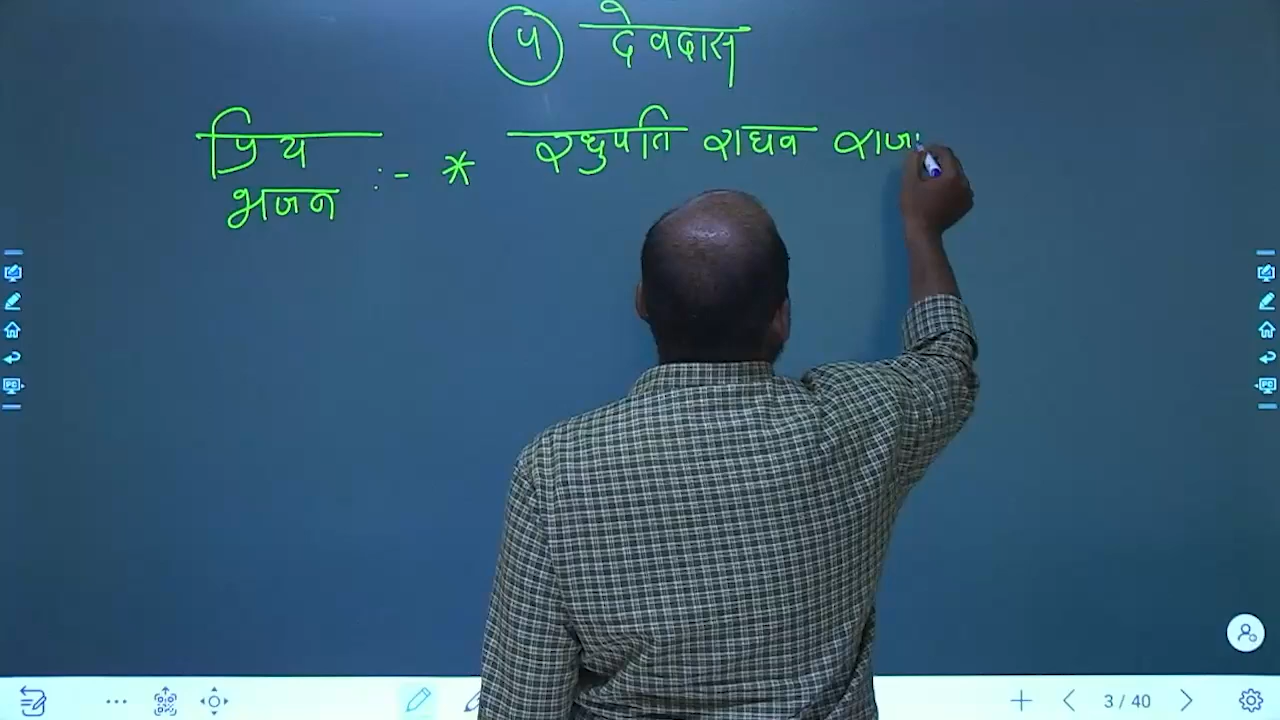 ५ देवदास
प्रिय
भजन :- * रघुपति राघव राज
3 / 40